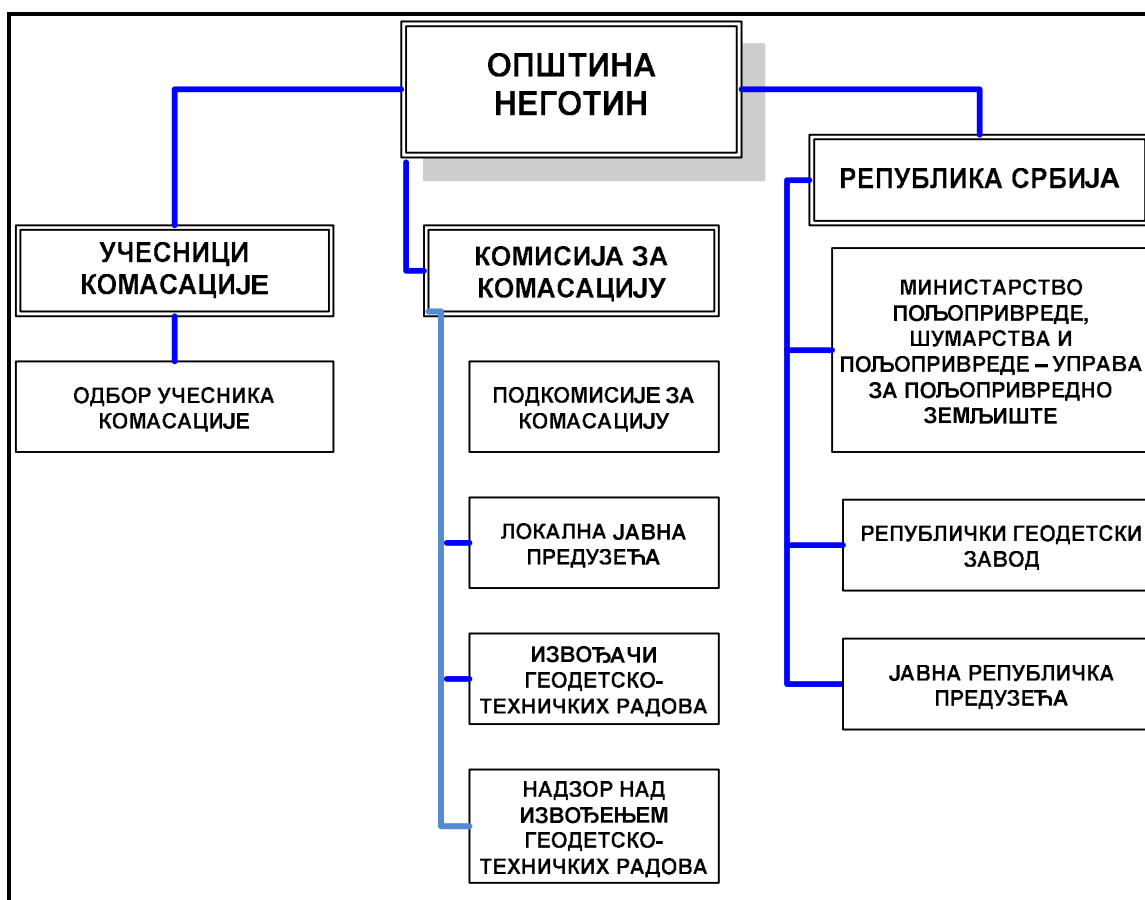 ОПШТИНА
НЕГОТИН
РЕПУБЛИКА СРБИЈА
УЧЕСНИЦИ
КОМАСАЦИЈЕ
КОМИСИЈА ЗА
КОМАСАЦИЈУ
МИНИСТАРСТВО
ПОЉОПРИВРЕДЕ,
ШУМАРСТВА И
ПОЉОПРИВРЕДЕ – УПРАВА
ЗА ПОЉОПРИВРЕДНО
ЗЕМЉИШТЕ
ОДБОР УЧЕСНИКА
КОМАСАЦИЈЕ
ПОДКОМИСИЈЕ ЗА
КОМАСАЦИЈУ
ЛОКАЛНА ЈАВНА
ПРЕДУЗЕЋА
РЕПУБЛИЧКИ ГЕОДЕТСКИ
ЗАВОД
ИЗВОЂАЧИ
ГЕОДЕТСКО-
ТЕХНИЧКИХ РАДОВА
ЈАВНА РЕПУБЛИЧКА
ПРЕДУЗЕЋА
НАДЗОР НАД
ИЗВОЂЕЊЕМ
ГЕОДЕТСКО-
ТЕХНИЧКИХ РАДОВА